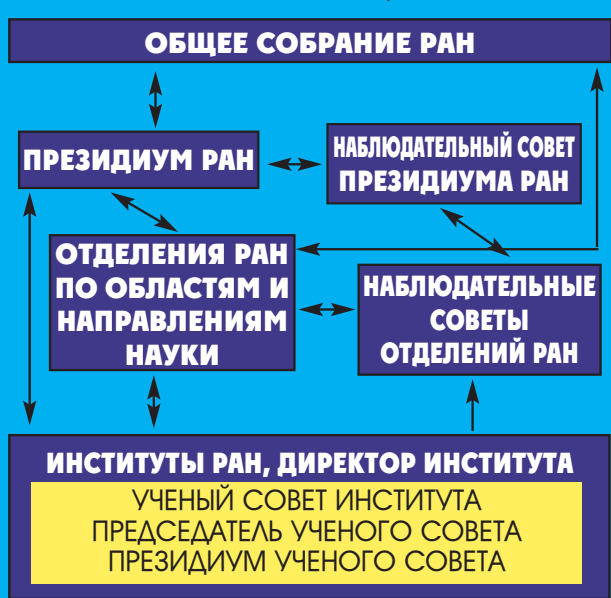 ОБЩЕЕ СОБРАНИЕ РАН
ПРЕЗИДИУМ РАН
НАБЛЮДАТЕЛЬНЫЙ СОВЕТ
ПРЕЗИДИУМА РАН
ОТДЕЛЕНИЯ РАН
ПО ОБЛАСТЯМ И
НАПРАВЛЕНИЯМ
НАУКИ
НАБЛЮДАТЕЛЬНЫЕ
СОВЕТЫ
ОТДЕЛЕНИЙ РАН
ИНСТИТУТЫ РАН, ДИРЕКТОР ИНСТИТУТА
УЧЕНЫЙ СОВЕТ ИНСТИТУТА
ПРЕДСЕДАТЕЛЬ УЧЕНОГО СОВЕТА
ПРЕЗИДИУМ УЧЕНОГО СОВЕТА